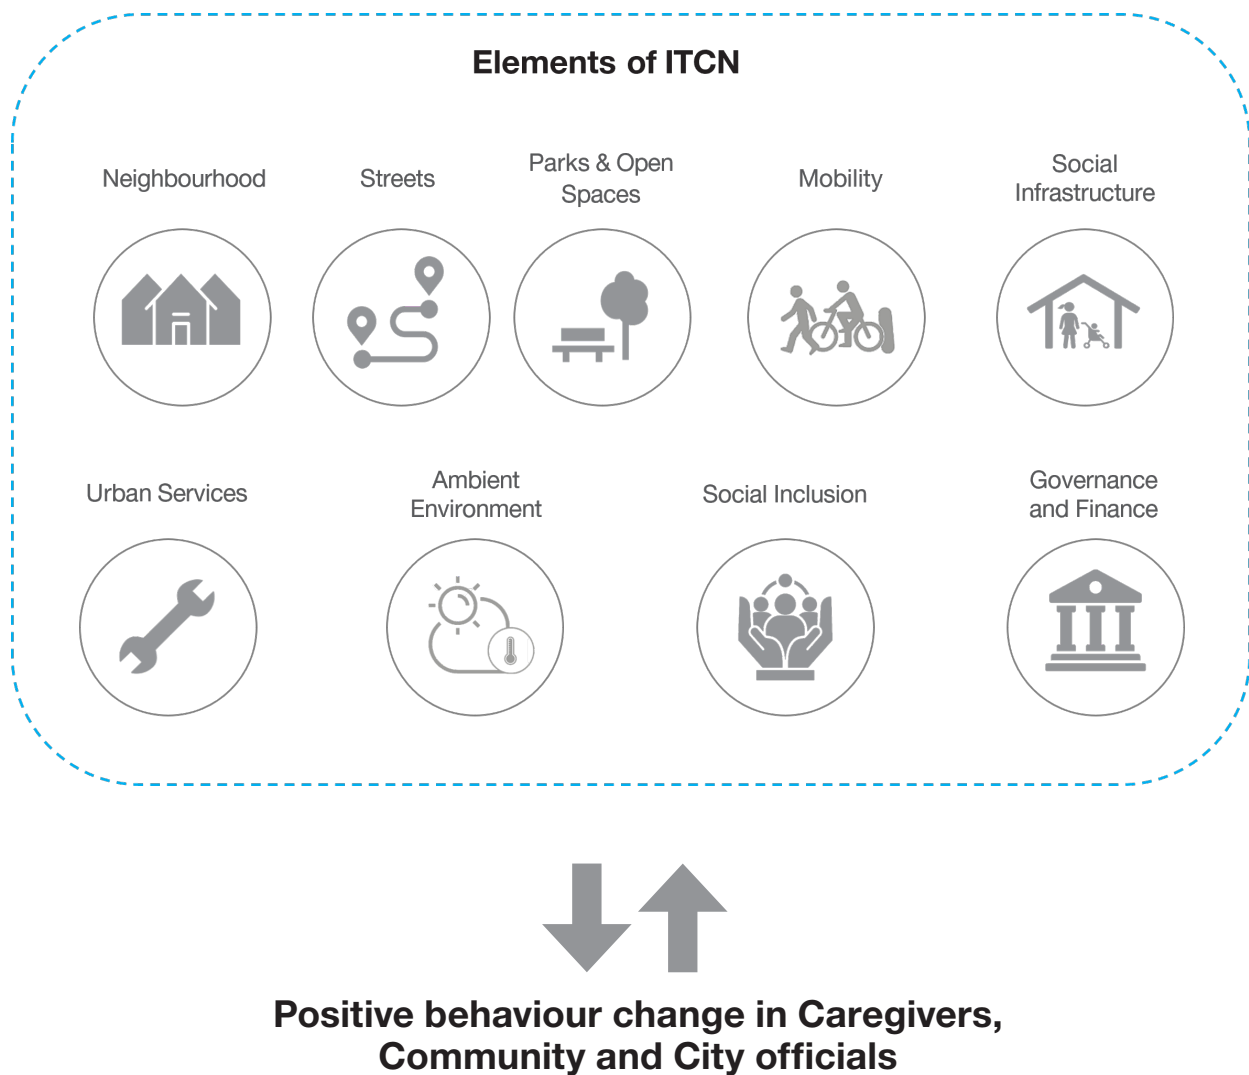 Elements of ITCN
Neighbourhood
Streets
Parks & Open
Spaces
Mobility
Social
Infrastructure
Urban Services
Ambient
Environment
Social Inclusion
Governance
and Finance
Positive behaviour change in Caregivers,
Community and City officials